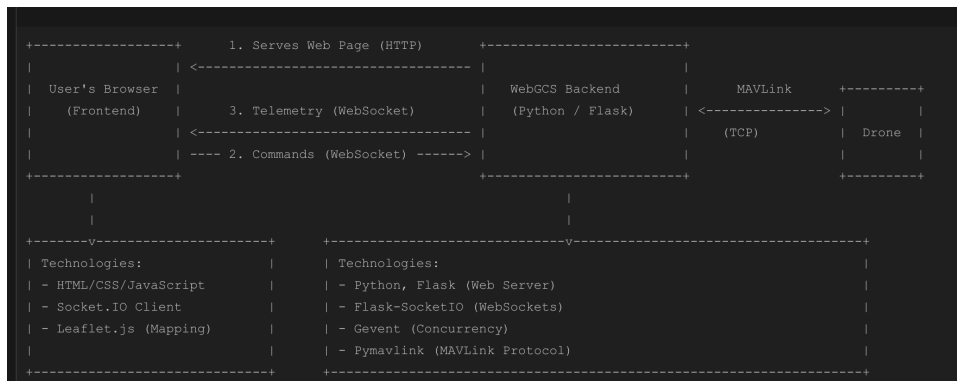 1. Serves Web Page (HTTP)
User's Browser WebGCS Backend MAVLink
(Frontend) 3. Telemetry (WebSocket) (Python / Flask)
(TCP) Drone
2. Commands (WebSocket)
Technologies: Technologies:
- HTML/CSS/JavaScript - Python, Flask (Web Server)
- Socket.IO Client - Flask-SocketIO (WebSockets)
- Leaflet.js (Mapping) - Gevent (Concurrency)
- Pymavlink (MAVLink Protocol)